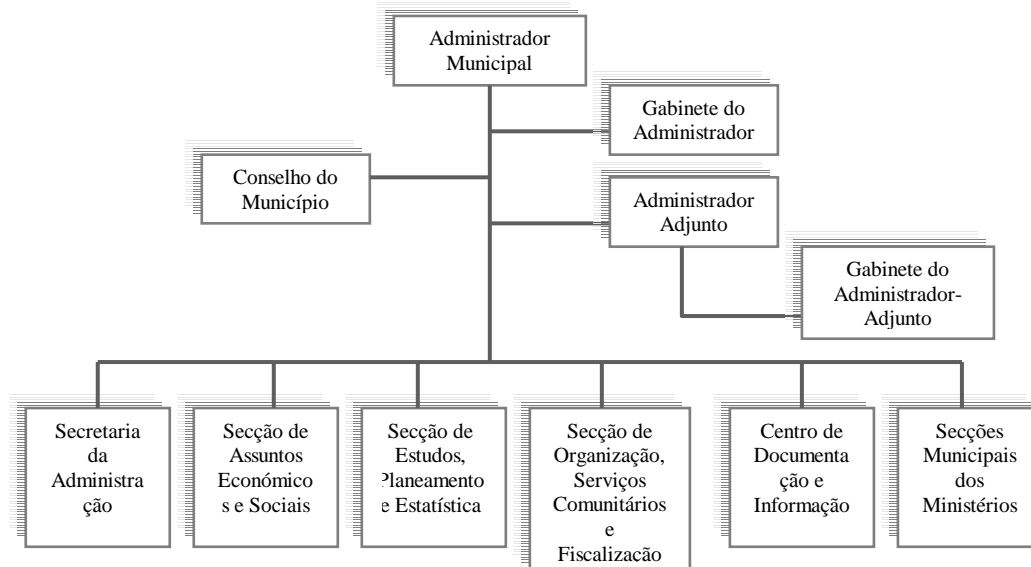 Administrador
Municipal
Gabinete do
Administrador
Conselho do
Município
Administrador
Adjunto
Gabinete do
Administrador-
Adjunto
Secretaria
da
Administra
ção
Secção de
Assuntos
Económico
s e Sociais
Secção de
Estudos,
Planeamento
e Estatística
Secção de
Organização,
Serviços
Comunitários
e
Fiscalização
Centro de
Documenta
ção e
Informação
Secções
Municipais
dos
Ministérios